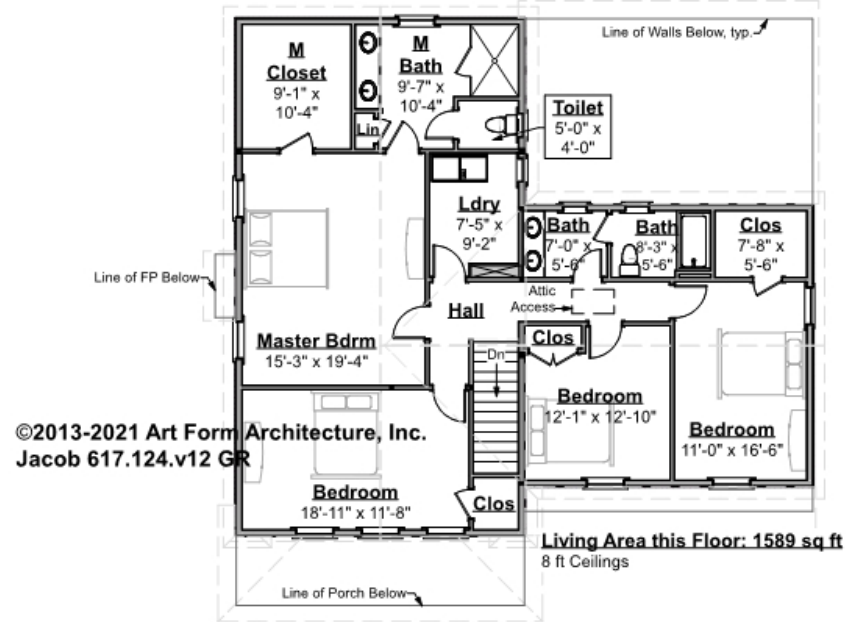 Line of Walls Below, typ.
M
Closet
9'-1" x
10'-4"
M
Bath
9'-7" x
10'-4"
Lin
Toilet
5'-0" x
4'-0"
Ldry
7'-5" x
9'-2"
Bath
7'-0" x
5'-6"
Bath
8'-3" x
5'-6"
Clos
7'-8" x
5'-6"
Line of FP Below
Attic
Access
Hall
Master Bdrm
15'-3" x 19'-4"
Dn
Clos
Bedroom
12'-1" x 12'-10"
Bedroom
11'-0" x 16'-6"
©2013-2021 Art Form Architecture, Inc.
Jacob 617.124.v12 GR
Bedroom
18'-11" x 11'-8"
Clos
Living Area this Floor: 1589 sq ft
8 ft Ceilings
Line of Porch Below